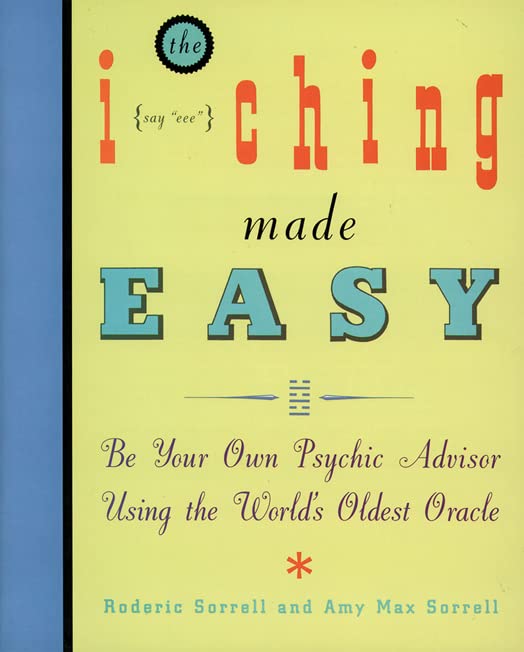 the
i {say "eee"} ching
made
EASY
Be Your Own Psychic Advisor
Using the World's Oldest Oracle
*
Roderic Sorrell and Amy Max Sorrell